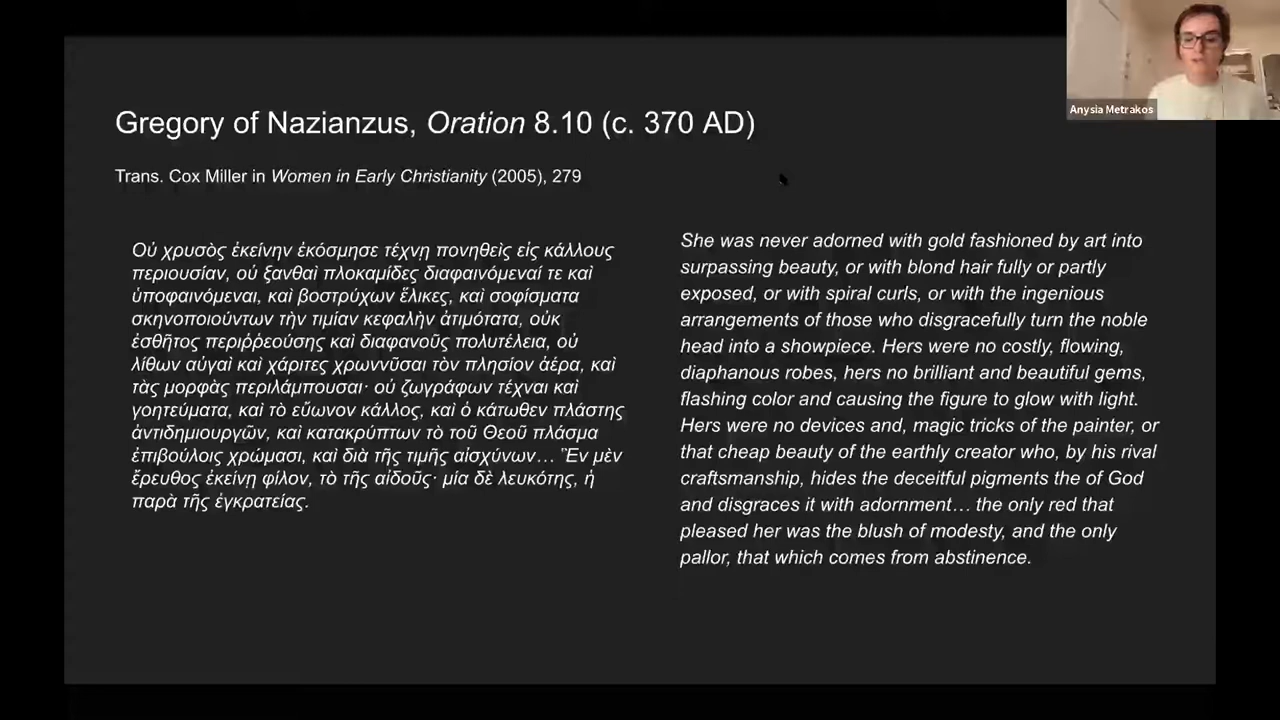 Anysia Metrakos
Gregory of Nazianzus, Oration 8.10 (c. 370 AD)
Trans. Cox Miller in Women in Early Christianity (2005), 279
Οὐ χρυσὸς ἐκείνην ἐκόσμησε τέχνῃ πονηθεὶς εἰς κάλλους
περιουσίαν, οὐ ξανθαὶ πλοκαμίδες διαφαινόμεναί τε καὶ
ὑποφαινόμεναι, καὶ βοστρύχων ἕλικες, καὶ σοφίσματα
σκηνοποιούντων τὴν τιμίαν κεφαλὴν ἀτιμότατα, οὐκ
ἐσθῆτος περιῤῥεούσης καὶ διαφανοῦς πολυτέλεια, οὐ
λίθων αὐγαὶ καὶ χάριτες χρωννῦσαι τὸν πλησίον ἀέρα, καὶ
τὰς μορφὰς περιλάμπουσαι· οὐ ζωγράφων τέχναι καὶ
γοητεύματα, καὶ τὸ εὔωνον κάλλος, καὶ ὁ κάτωθεν πλάστης
ἀντιδημιουργῶν, καὶ κατακρύπτων τὸ τοῦ Θεοῦ πλάσμα
ἐπιβούλοις χρώμασι, καὶ διὰ τῆς τιμῆς αἰσχύνων… Ἓν μὲν
ἔρευθος ἐκείνῃ φίλον, τὸ τῆς αἰδοῦς· μία δὲ λευκότης, ἡ
παρὰ τῆς ἐγκρατείας.
She was never adorned with gold fashioned by art into
surpassing beauty, or with blond hair fully or partly
exposed, or with spiral curls, or with the ingenious
arrangements of those who disgracefully turn the noble
head into a showpiece. Hers were no costly, flowing,
diaphanous robes, hers no brilliant and beautiful gems,
flashing color and causing the figure to glow with light.
Hers were no devices and, magic tricks of the painter, or
that cheap beauty of the earthly creator who, by his rival
craftsmanship, hides the deceitful pigments the of God
and disgraces it with adornment… the only red that
pleased her was the blush of modesty, and the only
pallor, that which comes from abstinence.